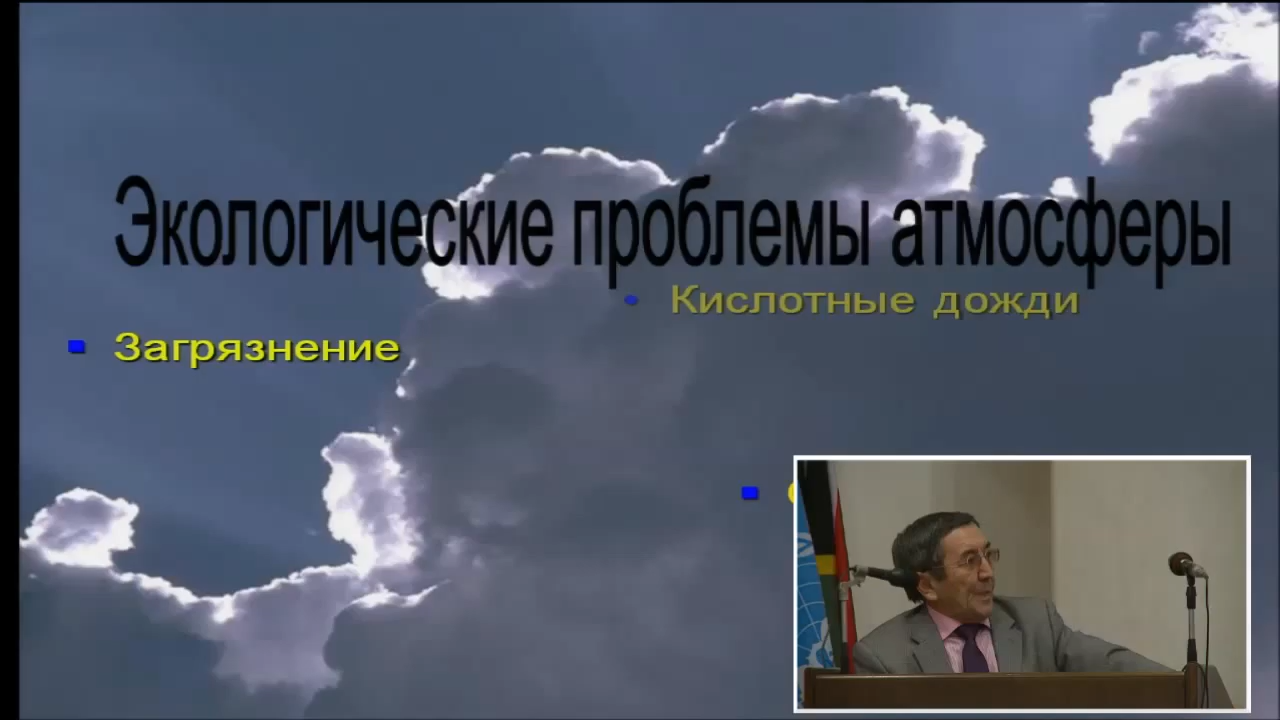 Экологические проблемы атмосферы
Кислотные дожди
Загрязнение